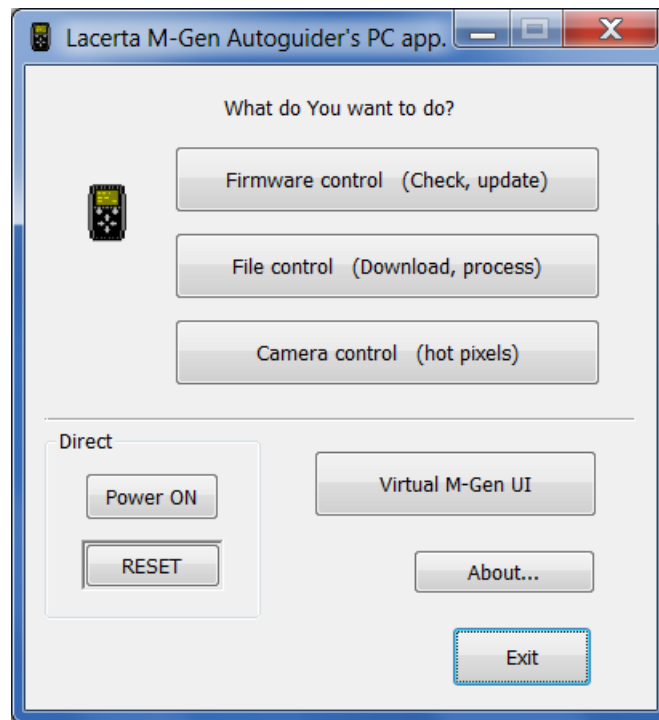 Lacerta M-Gen Autoguider's PC app.
What do You want to do?
Firmware control (Check, update)
File control (Download, process)
Camera control (hot pixels)
Direct
Power ON
RESET
Virtual M-Gen UI
About...
Exit